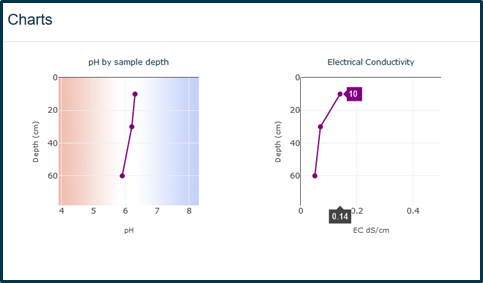 Charts
pH by sample depth
0
20
40
60
Depth (cm)
4 5 6 7 8
pH
Electrical Conductivity
0
20
40
60
Depth (cm)
10
0 0.14 0.2 0.4
EC dS/cm